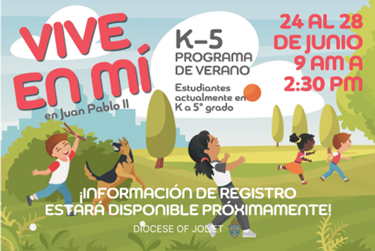 VIVE
EN MÍ
en Juan Pablo II
K-5
PROGRAMA
DE VERANO
Estudiantes
actualmente en
K a 5° grado
24 AL 28
DE JUNIO
9 AM A
2:30 PM
¡INFORMACIÓN DE REGISTRO
ESTARÁ DISPONIBLE PRÓXIMAMENTE!
DIOCESE OF JOLIET